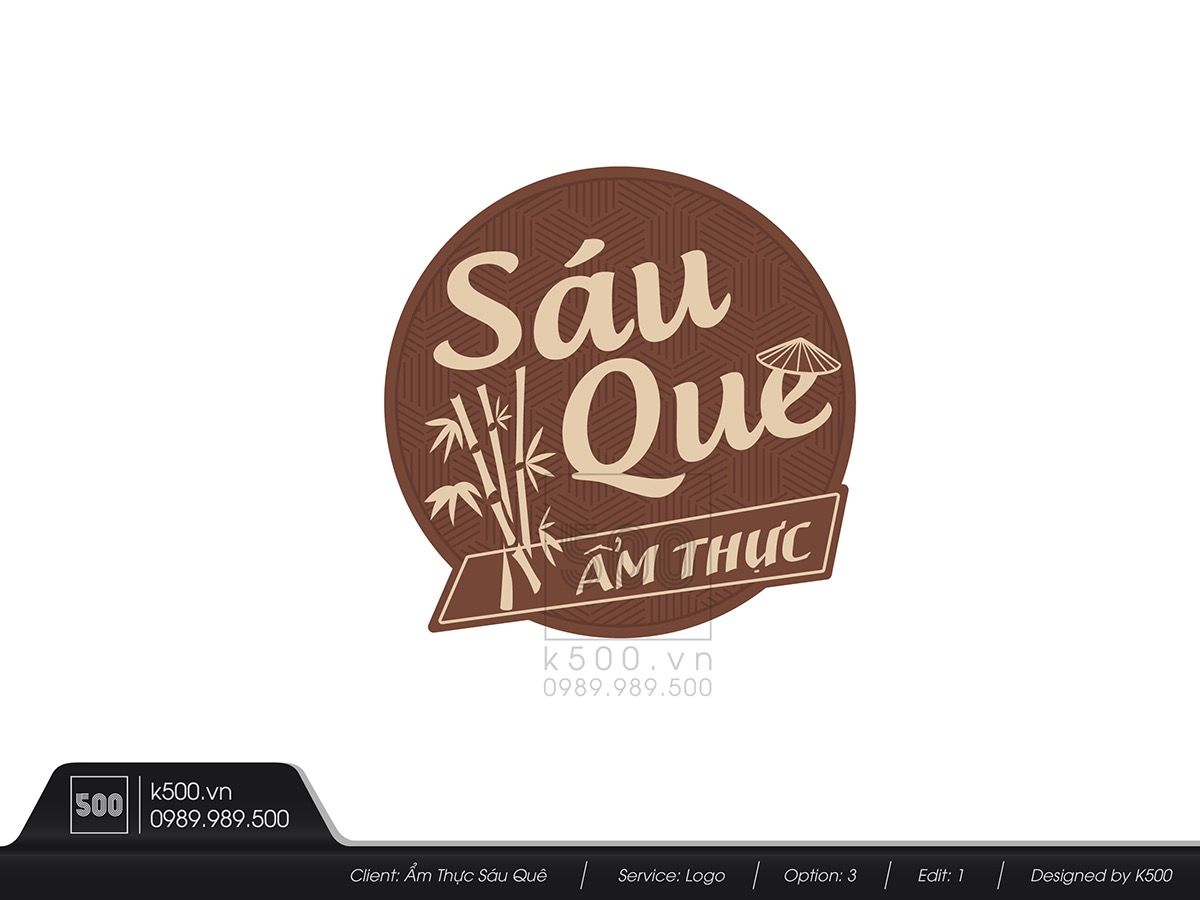 Sáu
Quê
ẨM THỰC
500
k500.vn
0989.989.500
500
k500.vn
0989.989.500
Client: Ẩm Thực Sáu Quê / Service: Logo / Option: 3 / Edit: 1 / Designed by K500